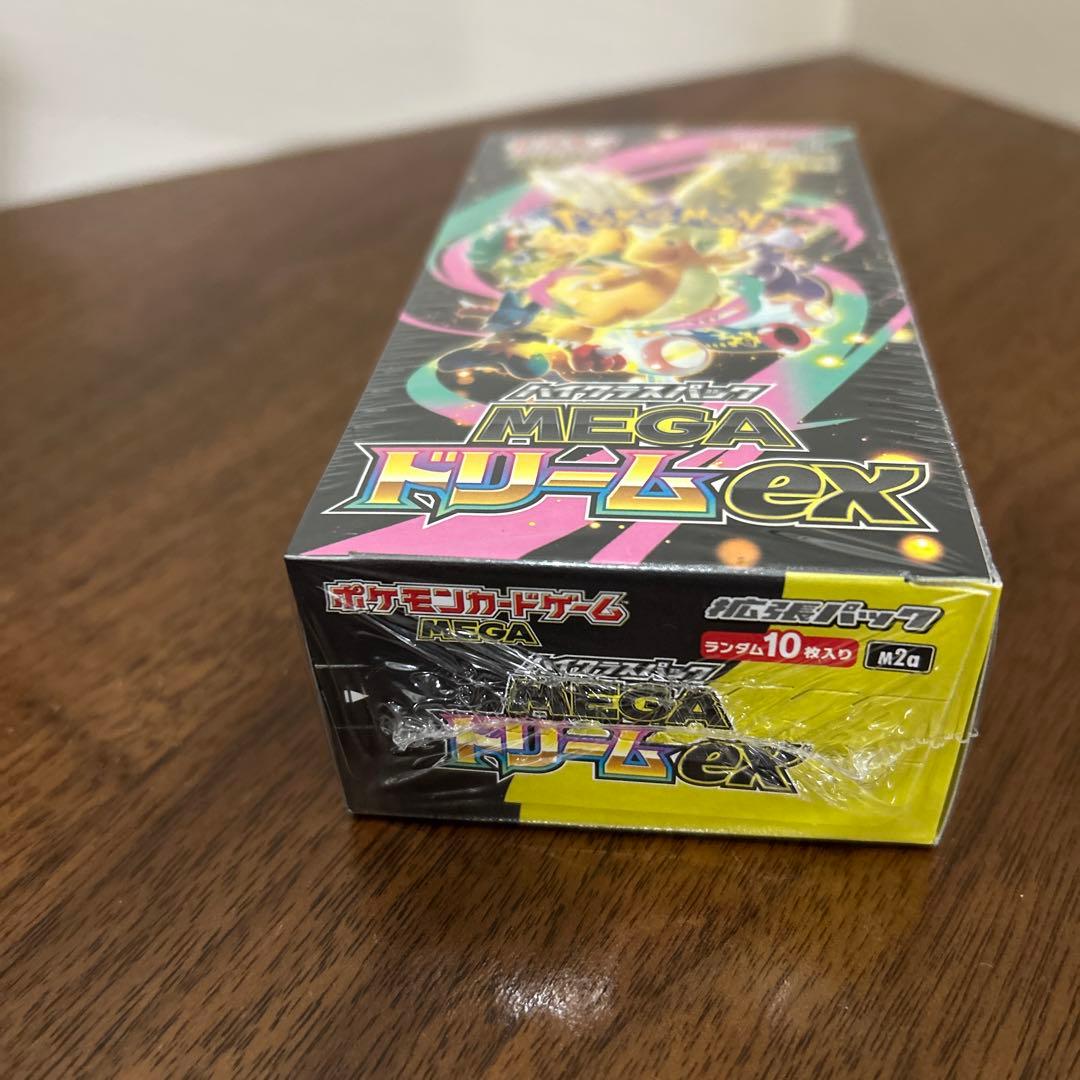 POKÉMON
ハイクラスパック
MEGA
ドリームex
ポケモンカードゲーム
MEGA
拡張パック
ランダム10枚入り
M2a
ハイクラスパック
MEGA
ドリームex